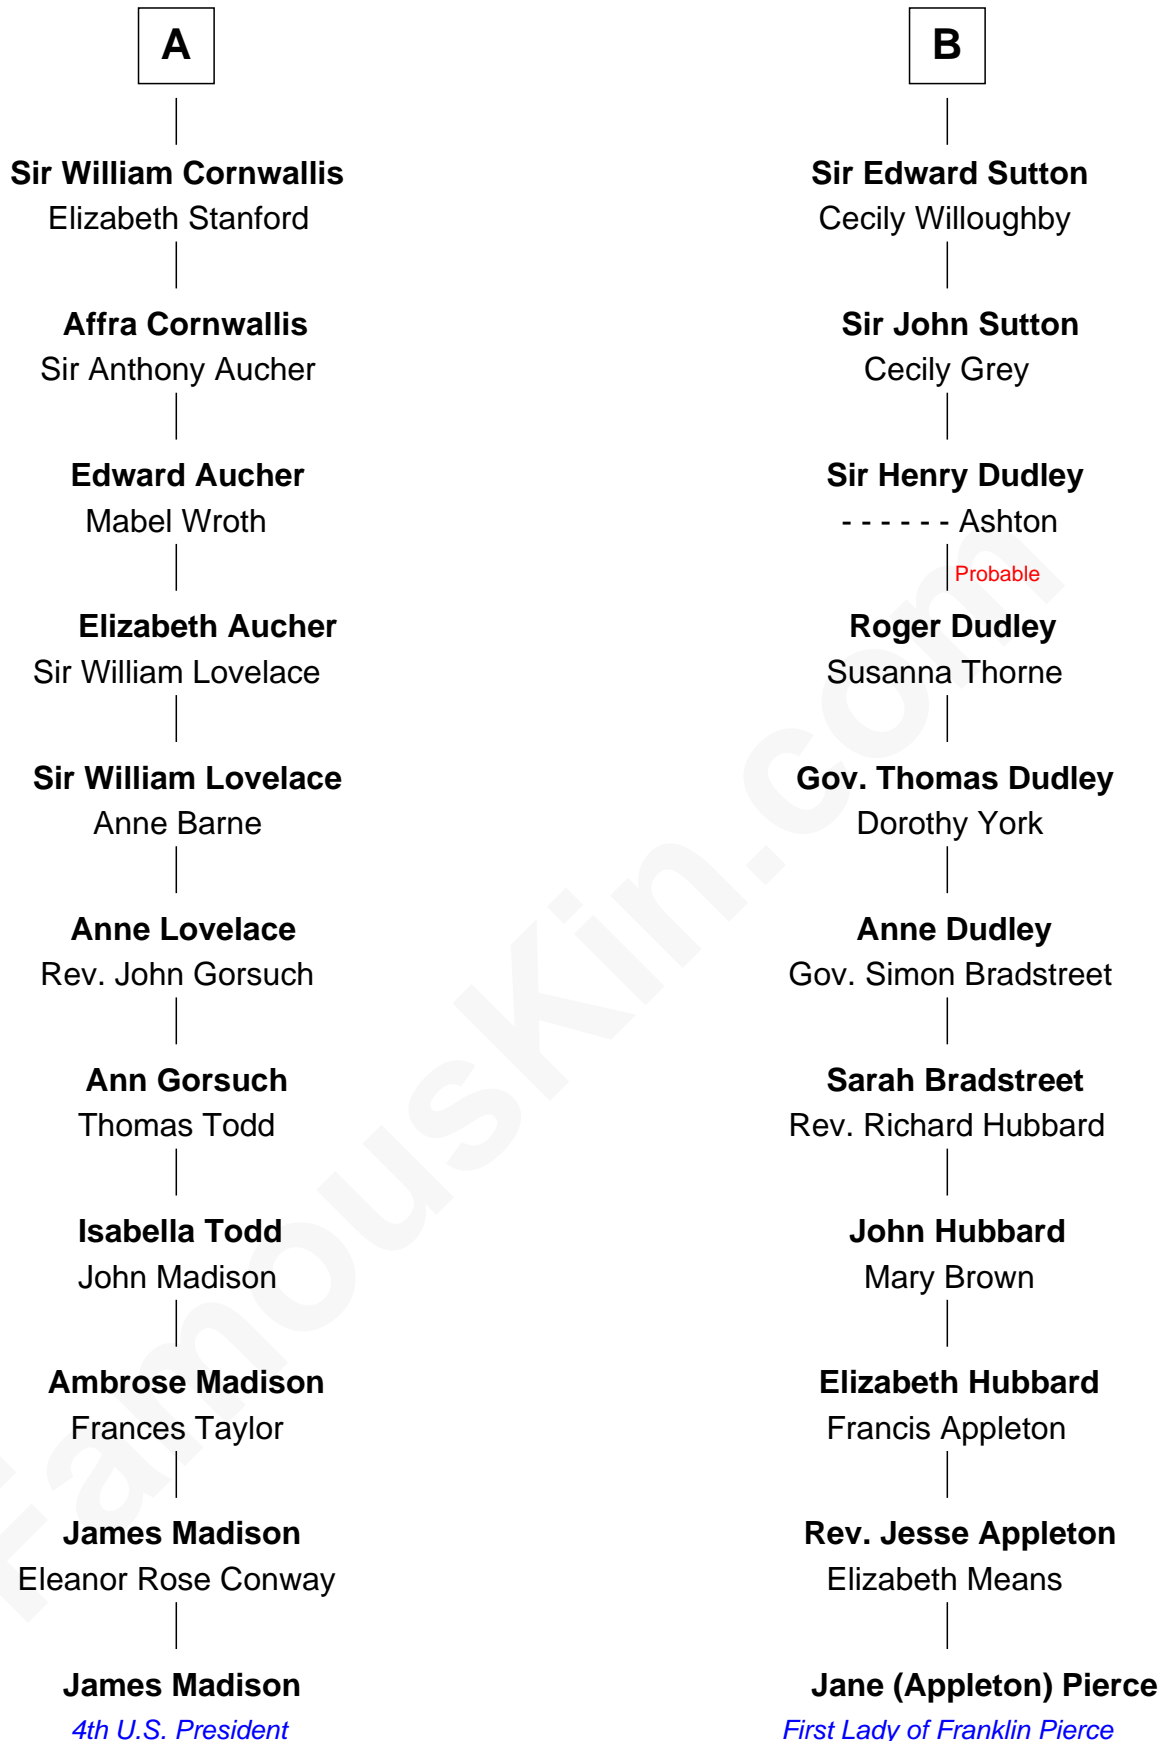 A
Sir William Cornwallis
Elizabeth Stanford
Affra Cornwallis
Sir Anthony Aucher
Edward Aucher
Mabel Wroth
Elizabeth Aucher
Sir William Lovelace
Sir William Lovelace
Anne Barne
Anne Lovelace
Rev. John Gorsuch
Ann Gorsuch
Thomas Todd
Isabella Todd
John Madison
Ambrose Madison
Frances Taylor
James Madison
Eleanor Rose Conway
James Madison
4th U.S. President
B
Sir Edward Sutton
Cecily Willoughby
Sir John Sutton
Cecily Grey
Sir Henry Dudley
- - - - - - Ashton
Probable
Roger Dudley
Susanna Thorne
Gov. Thomas Dudley
Dorothy York
Anne Dudley
Gov. Simon Bradstreet
Sarah Bradstreet
Rev. Richard Hubbard
John Hubbard
Mary Brown
Elizabeth Hubbard
Francis Appleton
Rev. Jesse Appleton
Elizabeth Means
Jane (Appleton) Pierce
First Lady of Franklin Pierce
FamousKin.com